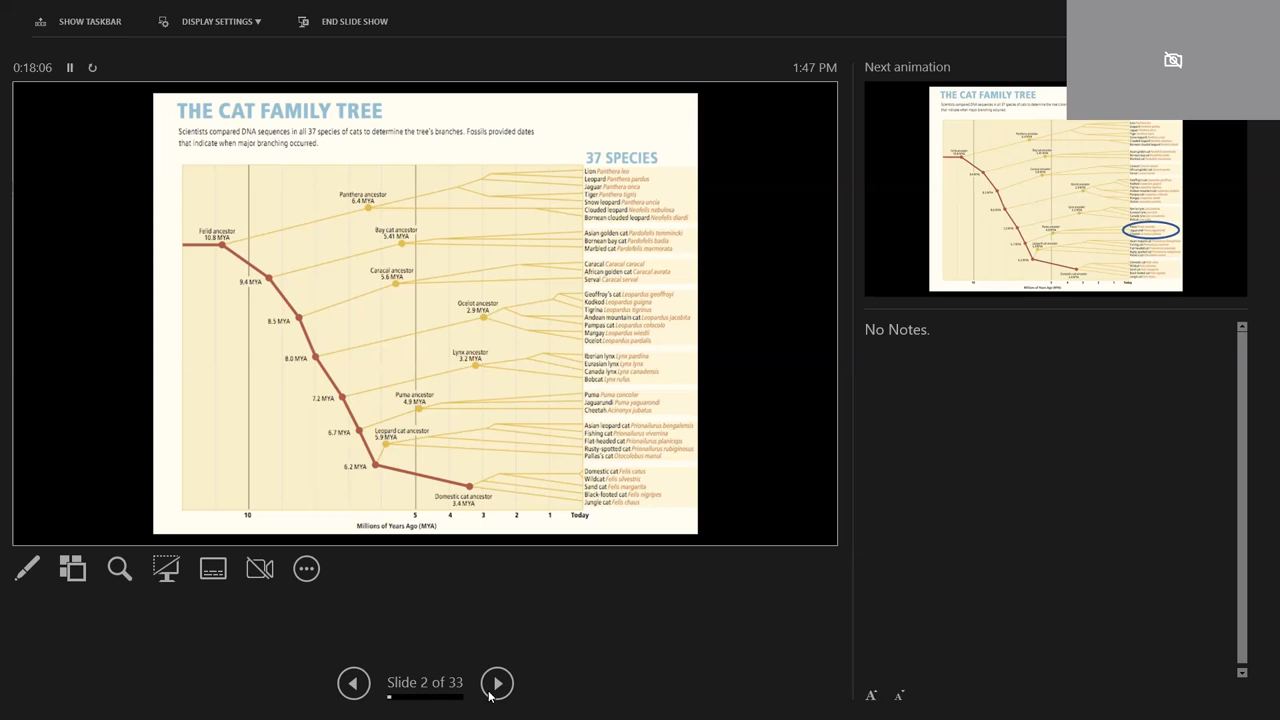 SHOW TASKBAR
DISPLAY SETTINGS
END SLIDE SHOW
0:18:06
1:47 PM
THE CAT FAMILY TREE
Scientists compared DNA sequences in all 37 species of cats to determine the tree's branches. Fossils provided dates
that indicate when major branching occurred.
37 SPECIES
Lion Panthera leo
Leopard Panthera pardus
Jaguar Panthera onca
Tiger Panthera tigris
Snow leopard Panthera uncia
Clouded leopard Neofelis nebulosa
Bornean clouded leopard Neofelis diardi
Panthera ancestor
6.4 MYA
Felid ancestor
10.8 MYA
Bay cat ancestor
5.41 MYA
Asian golden cat Pardofelis temmincki
Bornean bay cat Pardofelis badia
Marbled cat Pardofelis marmorata
9.4 MYA
Caracal ancestor
5.6 MYA
Caracal Caracal caracal
African golden cat Caracal aurata
Serval Caracal serval
8.5 MYA
Ocelot ancestor
2.9 MYA
Geoffroy's cat Leopardus geoffroyi
Kodkod Leopardus guigna
Tigrina Leopardus tigrinus
Andean mountain cat Leopardus jacobita
Pampas cat Leopardus colocolo
Margay Leopardus wiedii
Ocelot Leopardus pardalis
8.0 MYA
Lynx ancestor
3.2 MYA
Iberian lynx Lynx pardina
Eurasian lynx Lynx lynx
Canada lynx Lynx canadensis
Bobcat Lynx rufus
7.2 MYA
Puma ancestor
4.9 MYA
Puma Puma concolor
Jaguarundi Puma yaguarondi
Cheetah Acinonyx jubatus
6.7 MYA
Leopard cat ancestor
5.9 MYA
Asian leopard cat Prionailurus bengalensis
Fishing cat Prionailurus viverrina
Flat-headed cat Prionailurus planiceps
Rusty-spotted cat Prionailurus rubiginosus
Pallas's cat Otocolobus manul
6.2 MYA
Domestic cat ancestor
3.4 MYA
Domestic cat Felis catus
Wildcat Felis silvestris
Sand cat Felis margarita
Black-footed cat Felis nigripes
Jungle cat Felis chaus
10 5 4 3 2 1 Today
Millions of Years Ago (MYA)
Slide 2 of 33
Next animation
THE CAT FAMILY TREE
No Notes.
A A